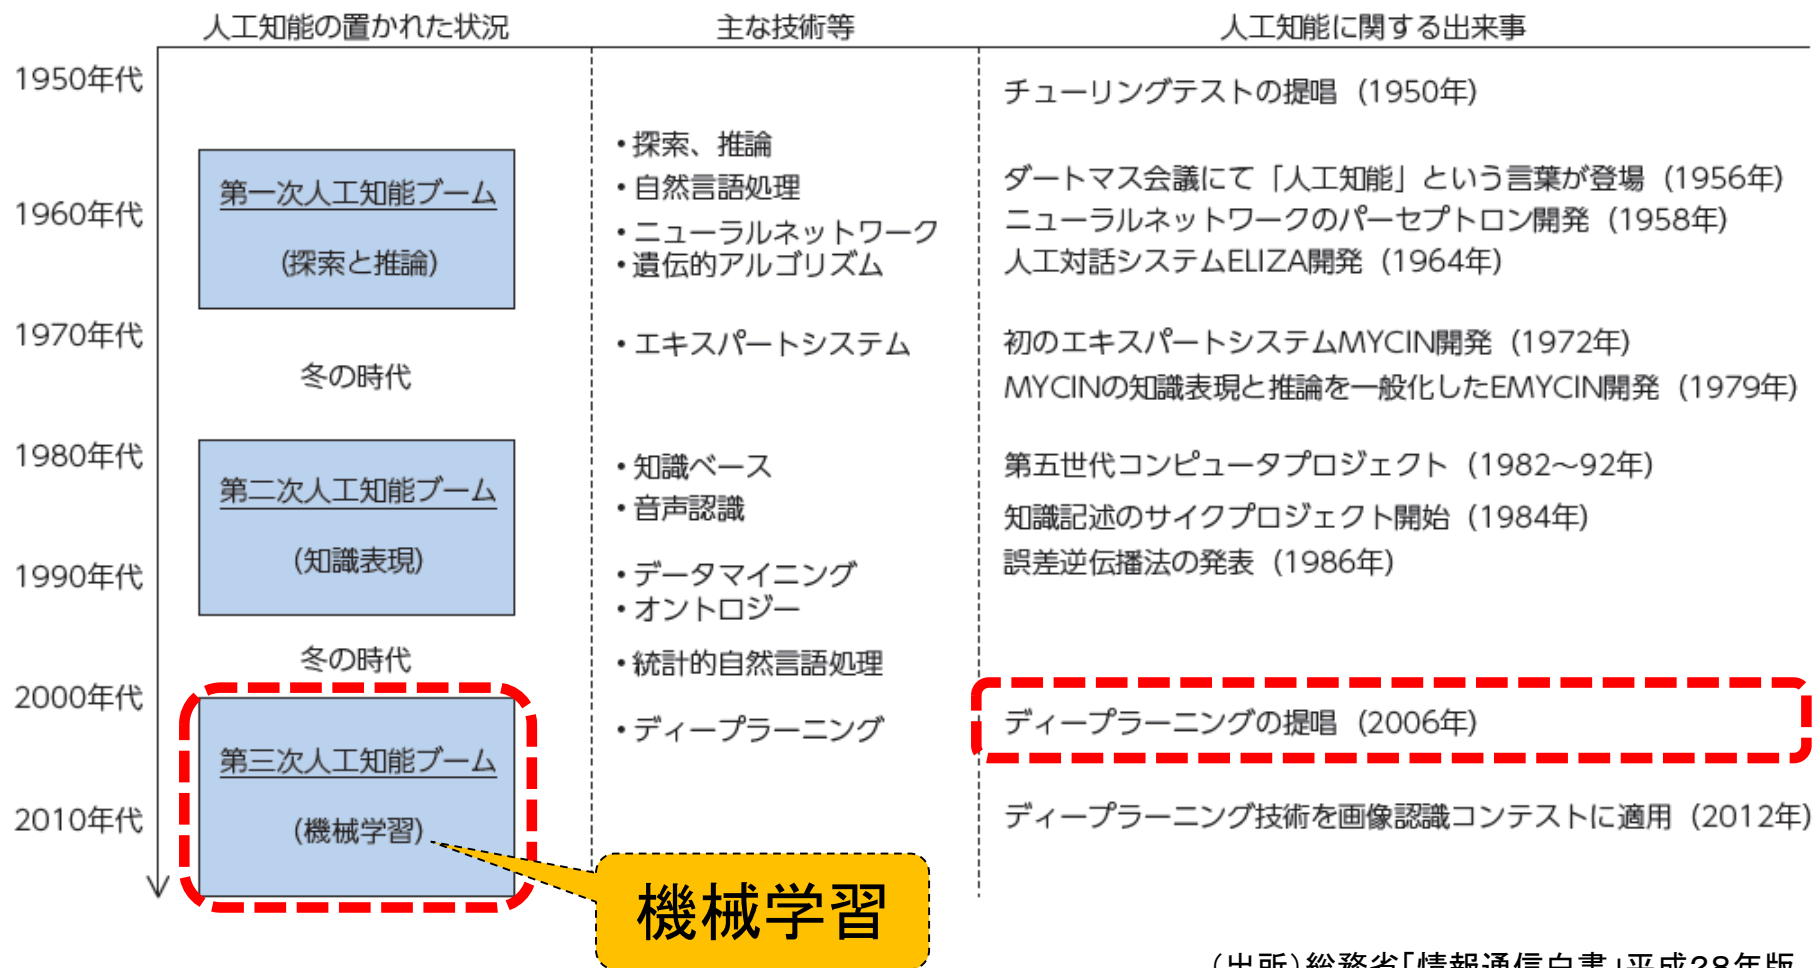 人工知能の置かれた状況 主な技術等 人工知能に関する出来事
1950年代
チューリングテストの提唱 (1950年)
・探索、推論
第一次人工知能ブーム
・自然言語処理
ダートマス会議にて「人工知能」という言葉が登場 (1956年)
1960年代
・ニューラルネットワーク
ニューラルネットワークのパーセプトロン開発 (1958年)
(探索と推論)
・遺伝的アルゴリズム
人工対話システムELIZA開発 (1964年)
1970年代
・エキスパートシステム
初のエキスパートシステムMYCIN開発 (1972年)
冬の時代
MYCINの知識表現と推論を一般化したEMYCIN開発 (1979年)
1980年代
・知識ベース
第五世代コンピュータプロジェクト (1982～92年)
第二次人工知能ブーム
・音声認識
知識記述のサイクプロジェクト開始 (1984年)
(知識表現)
誤差逆伝播法の発表 (1986年)
1990年代
・データマイニング
・オントロジー
冬の時代
・統計的自然言語処理
2000年代
・ディープラーニング
ディープラーニングの提唱 (2006年)
第三次人工知能ブーム
2010年代
(機械学習)
ディープラーニング技術を画像認識コンテストに適用 (2012年)
機械学習
(出所)総務省「情報通信白書」平成28年版